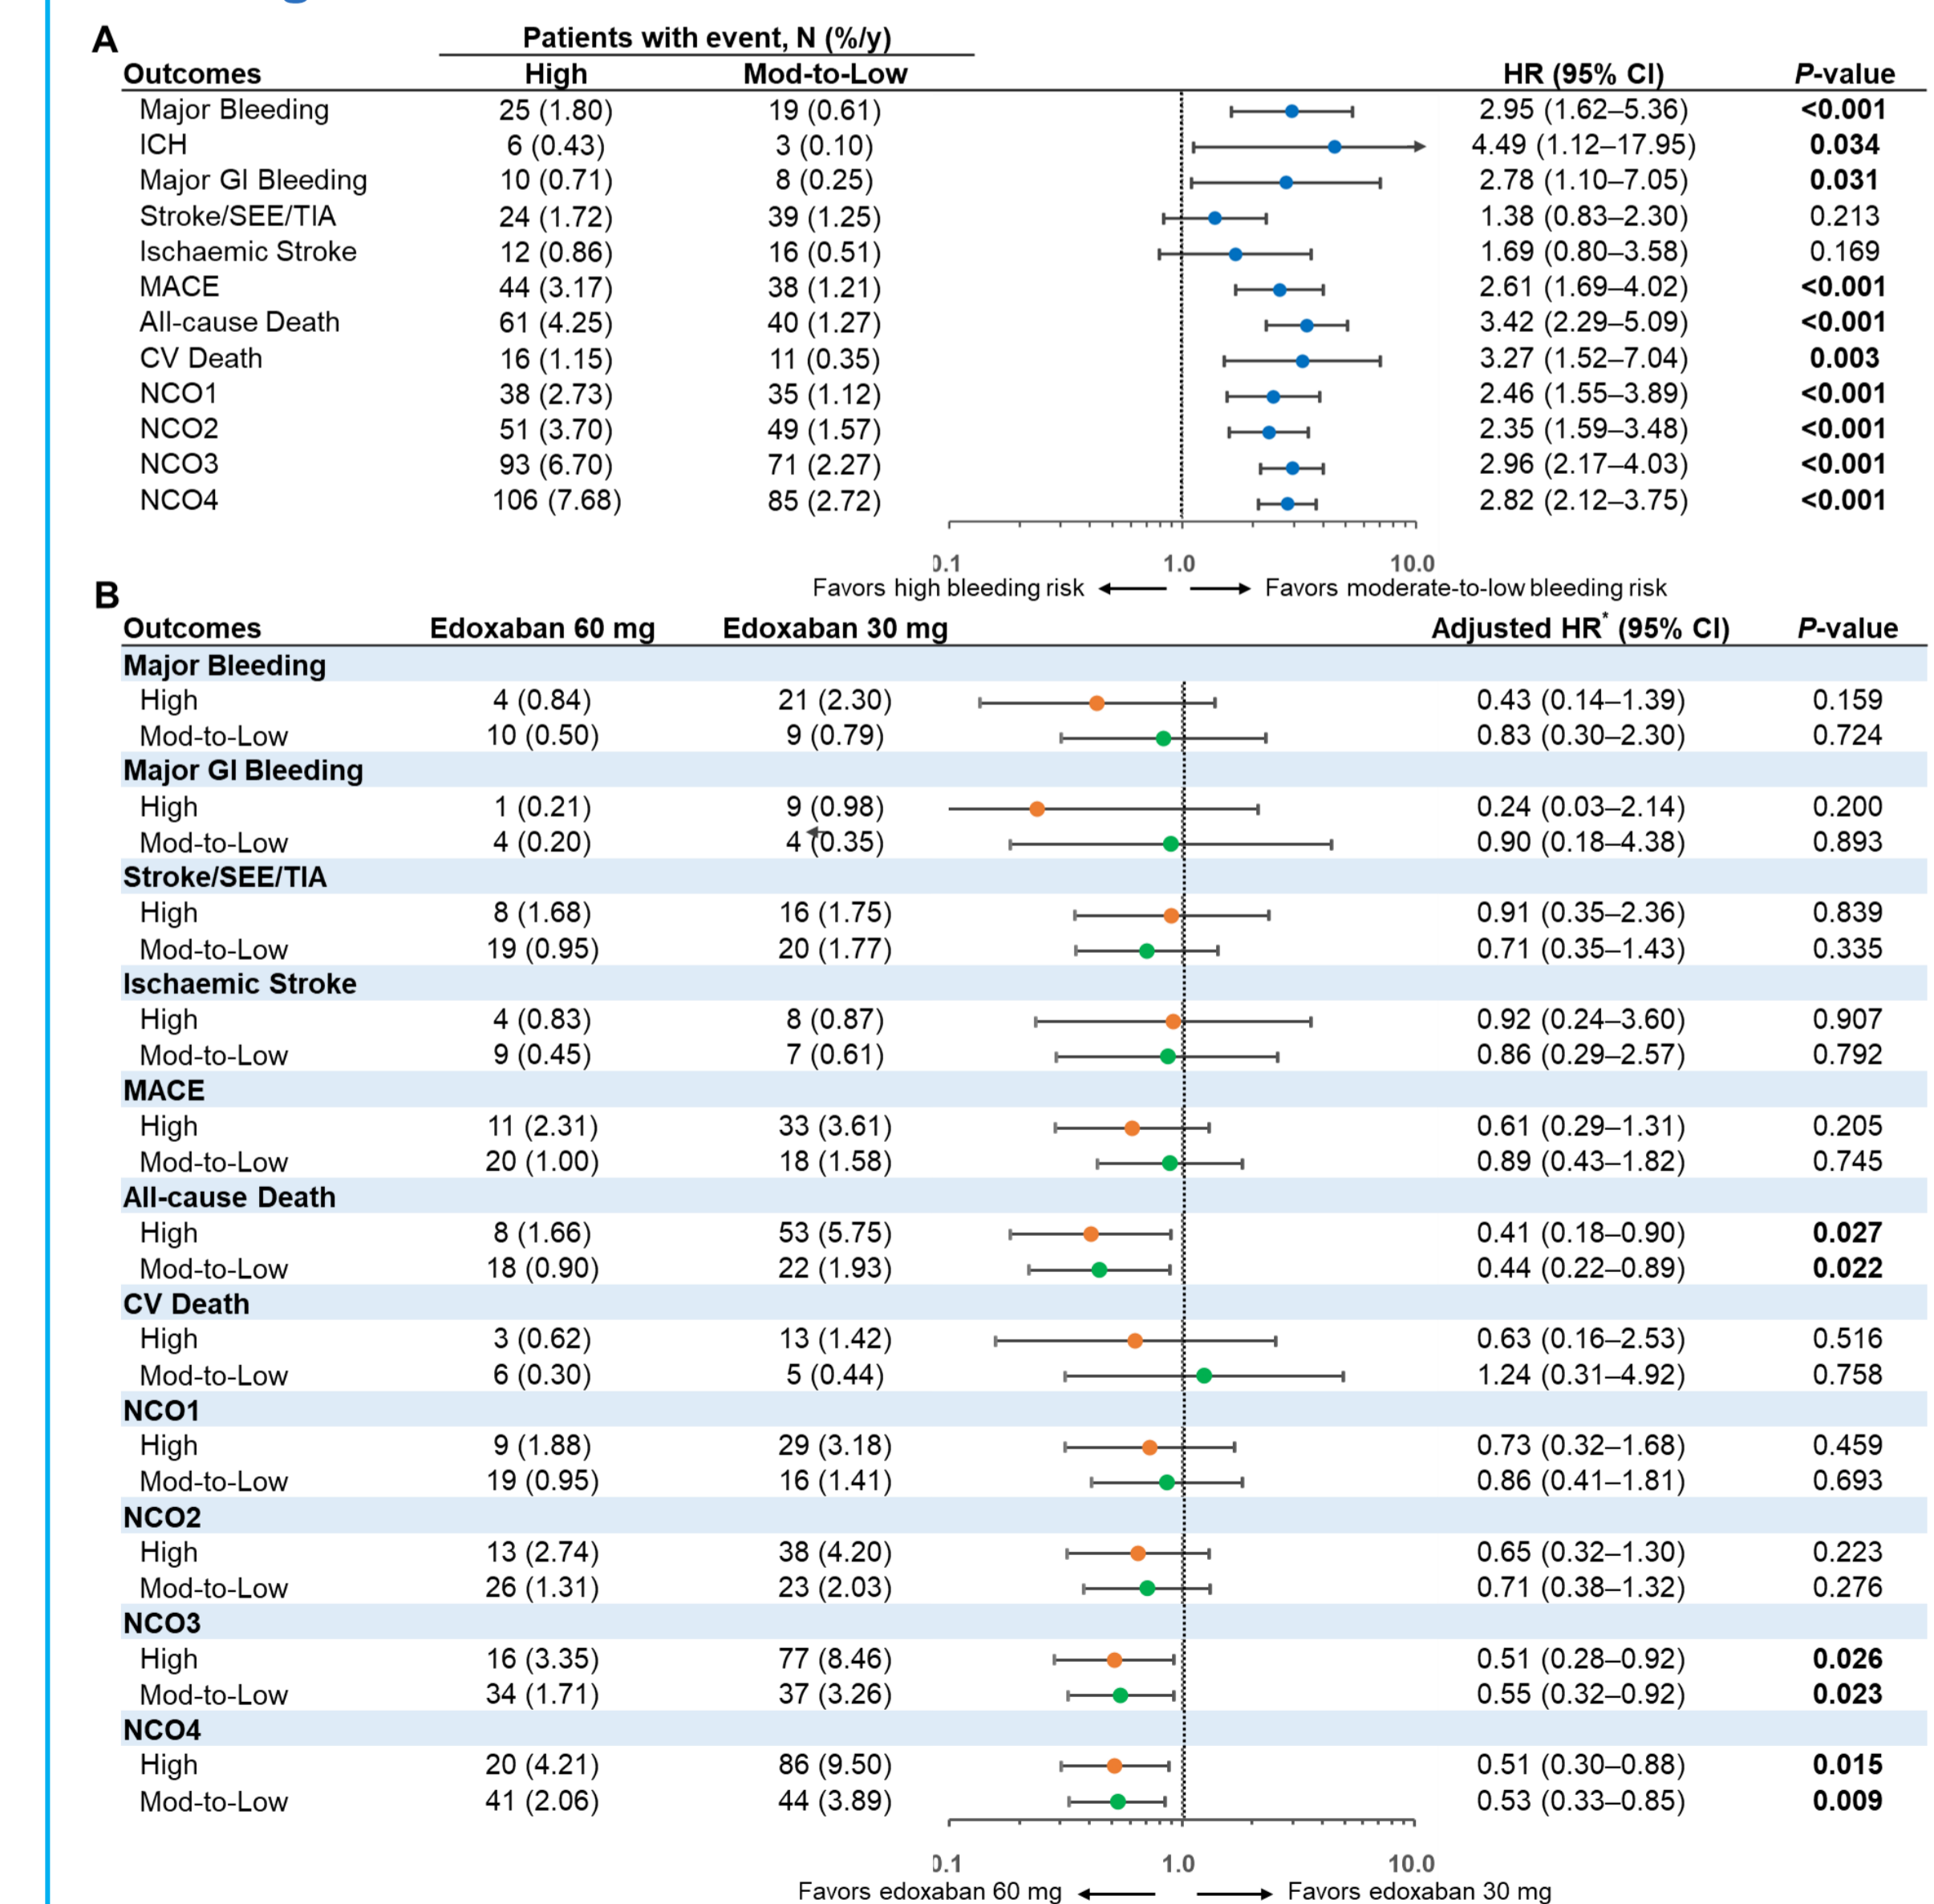 A
Patients with event, N (%/y)
Outcomes High Mod-to-Low HR (95% CI) P-value
Major Bleeding 25 (1.80) 19 (0.61) 2.95 (1.62–5.36) <0.001
ICH 6 (0.43) 3 (0.10) 4.49 (1.12–17.95) 0.034
Major GI Bleeding 10 (0.71) 8 (0.25) 2.78 (1.10–7.05) 0.031
Stroke/SEE/TIA 24 (1.72) 39 (1.25) 1.38 (0.83–2.30) 0.213
Ischaemic Stroke 12 (0.86) 16 (0.51) 1.69 (0.80–3.58) 0.169
MACE 44 (3.17) 38 (1.21) 2.61 (1.69–4.02) <0.001
All-cause Death 61 (4.25) 40 (1.27) 3.42 (2.29–5.09) <0.001
CV Death 16 (1.15) 11 (0.35) 3.27 (1.52–7.04) 0.003
NCO1 38 (2.73) 35 (1.12) 2.46 (1.55–3.89) <0.001
NCO2 51 (3.70) 49 (1.57) 2.35 (1.59–3.48) <0.001
NCO3 93 (6.70) 71 (2.27) 2.96 (2.17–4.03) <0.001
NCO4 106 (7.68) 85 (2.72) 2.82 (2.12–3.75) <0.001
0.1 1.0 10.0
Favors high bleeding risk Favors moderate-to-low bleeding risk
B
Outcomes Edoxaban 60 mg Edoxaban 30 mg Adjusted HR* (95% CI) P-value
Major Bleeding
High 4 (0.84) 21 (2.30) 0.43 (0.14–1.39) 0.159
Mod-to-Low 10 (0.50) 9 (0.79) 0.83 (0.30–2.30) 0.724
Major GI Bleeding
High 1 (0.21) 9 (0.98) 0.24 (0.03–2.14) 0.200
Mod-to-Low 4 (0.20) 4 (0.35) 0.90 (0.18–4.38) 0.893
Stroke/SEE/TIA
High 8 (1.68) 16 (1.75) 0.91 (0.35–2.36) 0.839
Mod-to-Low 19 (0.95) 20 (1.77) 0.71 (0.35–1.43) 0.335
Ischaemic Stroke
High 4 (0.83) 8 (0.87) 0.92 (0.24–3.60) 0.907
Mod-to-Low 9 (0.45) 7 (0.61) 0.86 (0.29–2.57) 0.792
MACE
High 11 (2.31) 33 (3.61) 0.61 (0.29–1.31) 0.205
Mod-to-Low 20 (1.00) 18 (1.58) 0.89 (0.43–1.82) 0.745
All-cause Death
High 8 (1.66) 53 (5.75) 0.41 (0.18–0.90) 0.027
Mod-to-Low 18 (0.90) 22 (1.93) 0.44 (0.22–0.89) 0.022
CV Death
High 3 (0.62) 13 (1.42) 0.63 (0.16–2.53) 0.516
Mod-to-Low 6 (0.30) 5 (0.44) 1.24 (0.31–4.92) 0.758
NCO1
High 9 (1.88) 29 (3.18) 0.73 (0.32–1.68) 0.459
Mod-to-Low 19 (0.95) 16 (1.41) 0.86 (0.41–1.81) 0.693
NCO2
High 13 (2.74) 38 (4.20) 0.65 (0.32–1.30) 0.223
Mod-to-Low 26 (1.31) 23 (2.03) 0.71 (0.38–1.32) 0.276
NCO3
High 16 (3.35) 77 (8.46) 0.51 (0.28–0.92) 0.026
Mod-to-Low 34 (1.71) 37 (3.26) 0.55 (0.32–0.92) 0.023
NCO4
High 20 (4.21) 86 (9.50) 0.51 (0.30–0.88) 0.015
Mod-to-Low 41 (2.06) 44 (3.89) 0.53 (0.33–0.85) 0.009
0.1 1.0 10.0
Favors edoxaban 60 mg Favors edoxaban 30 mg